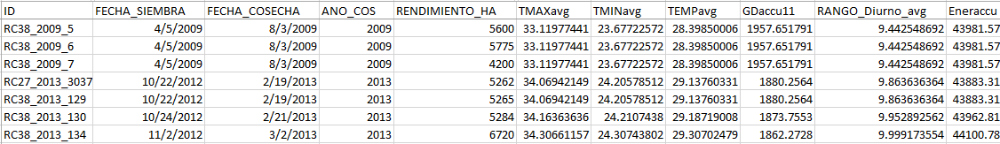 ID FECHA_SIEMBRA FECHA_COSECHA ANO_COS RENDIMIENTO_HA TMAXavg TMINavg TEMPavg GDaccu11 RANGO_Diurno_avg Eneraccu
RC38_2009_5 4/5/2009 8/3/2009 2009 5600 33.11977441 23.67722572 28.39850006 1957.651791 9.442548692 43981.57
RC38_2009_6 4/5/2009 8/3/2009 2009 5775 33.11977441 23.67722572 28.39850006 1957.651791 9.442548692 43981.57
RC38_2009_7 4/5/2009 8/3/2009 2009 4200 33.11977441 23.67722572 28.39850006 1957.651791 9.442548692 43981.57
RC27_2013_3037 10/22/2012 2/19/2013 2013 5262 34.06942149 24.20578512 29.13760331 1880.2564 9.863636364 43883.31
RC38_2013_129 10/22/2012 2/19/2013 2013 5265 34.06942149 24.20578512 29.13760331 1880.2564 9.863636364 43883.31
RC38_2013_130 10/24/2012 2/21/2013 2013 5284 34.16363636 24.2107438 29.18719008 1873.7553 9.952892562 43962.81
RC38_2013_134 11/2/2012 3/2/2013 2013 6720 34.30661157 24.30743802 29.30702479 1862.2728 9.999173554 44100.78